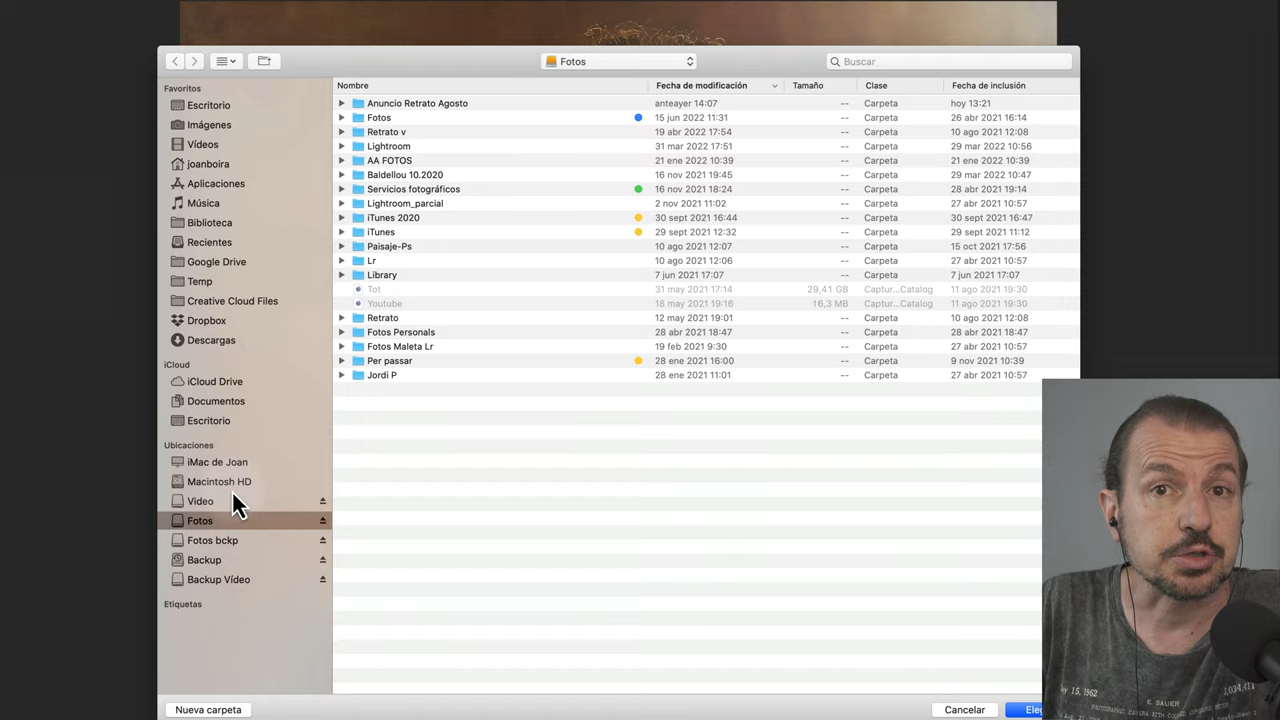 Fotos
Buscar
Favoritos
Escritorio
Imágenes
Vídeos
joanboira
Aplicaciones
Música
Biblioteca
Recientes
Google Drive
Temp
Creative Cloud Files
Dropbox
Descargas
iCloud
iCloud Drive
Documentos
Escritorio
Ubicaciones
iMac de Joan
Macintosh HD
Video
Fotos
Fotos bckp
Backup
Backup Vídeo
Etiquetas
Nombre Fecha de modificación Tamaño Clase Fecha de inclusión
Anuncio Retrato Agosto anteayer 14:07 -- Carpeta hoy 13:21
Fotos 15 jun 2022 11:31 -- Carpeta 26 abr 2021 16:14
Retrato v 19 abr 2022 17:54 -- Carpeta 10 ago 2021 12:08
Lightroom 31 mar 2022 17:51 -- Carpeta 29 mar 2022 10:56
AA FOTOS 21 ene 2022 10:39 -- Carpeta 21 ene 2022 10:39
Baldellou 10.2020 16 nov 2021 19:45 -- Carpeta 29 mar 2022 10:47
Servicios fotográficos 16 nov 2021 18:24 -- Carpeta 28 abr 2021 19:14
Lightroom_parcial 2 nov 2021 11:02 -- Carpeta 27 abr 2021 10:57
iTunes 2020 30 sept 2021 16:44 -- Carpeta 30 sept 2021 16:47
iTunes 29 sept 2021 12:32 -- Carpeta 29 sept 2021 11:12
Paisaje-Ps 10 ago 2021 12:07 -- Carpeta 15 oct 2021 17:56
Lr 10 ago 2021 12:06 -- Carpeta 27 abr 2021 10:57
Library 7 jun 2021 17:07 -- Carpeta 7 jun 2021 17:07
Tot 31 may 2021 17:14 29,41 GB Captur...Catalog 11 ago 2021 19:30
Youtube 18 may 2021 19:16 16,3 MB Captur...Catalog 11 ago 2021 19:30
Retrato 12 may 2021 19:01 -- Carpeta 10 ago 2021 12:08
Fotos Personals 28 abr 2021 18:47 -- Carpeta 28 abr 2021 18:47
Fotos Maleta Lr 19 feb 2021 9:30 -- Carpeta 27 abr 2021 10:57
Per passar 28 ene 2021 16:00 -- Carpeta 9 nov 2021 10:39
Jordi P 28 ene 2021 11:01 -- Carpeta 27 abr 2021 10:57
Nueva carpeta Cancelar Eleg
15, 1962
E. SAUER
1,034,411